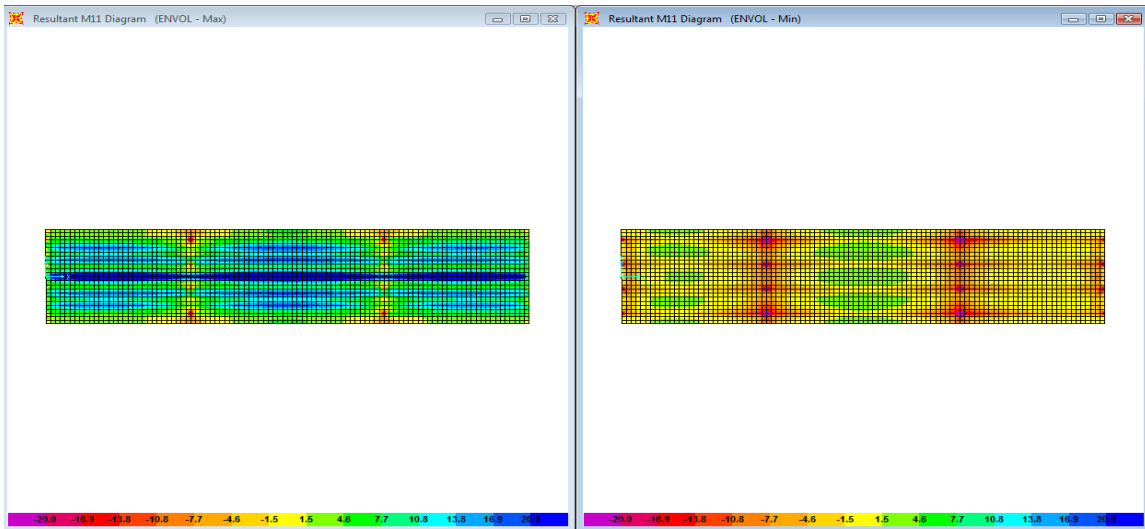 Resultant M11 Diagram (ENVOL - Max)
Resultant M11 Diagram (ENVOL - Min)
-20.0 -16.9 -13.8 -10.8 -7.7 -4.6 -1.5 1.5 4.6 7.7 10.8 13.8 16.9 20.0
-20.0 -16.9 -13.8 -10.8 -7.7 -4.6 -1.5 1.5 4.6 7.7 10.8 13.8 16.9 20.0